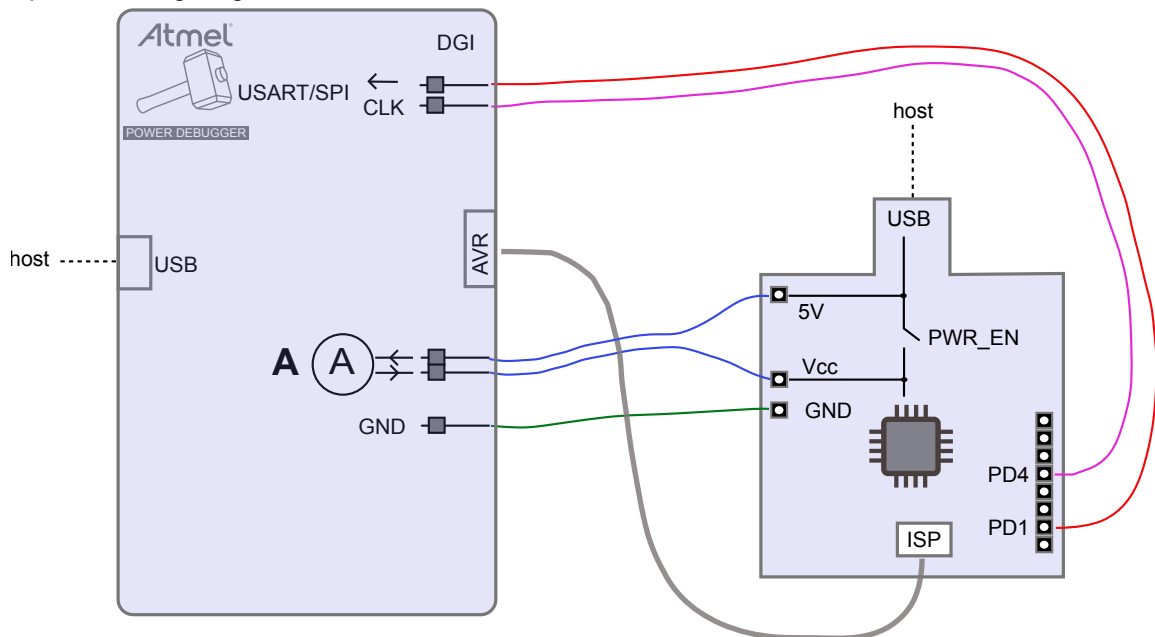 Atmel
DGI
USART/SPI
CLK
POWER DEBUGGER
host
USB
host
USB
AVR
5V
PWR_EN
A
A
Vcc
GND
GND
PD4
PD1
ISP